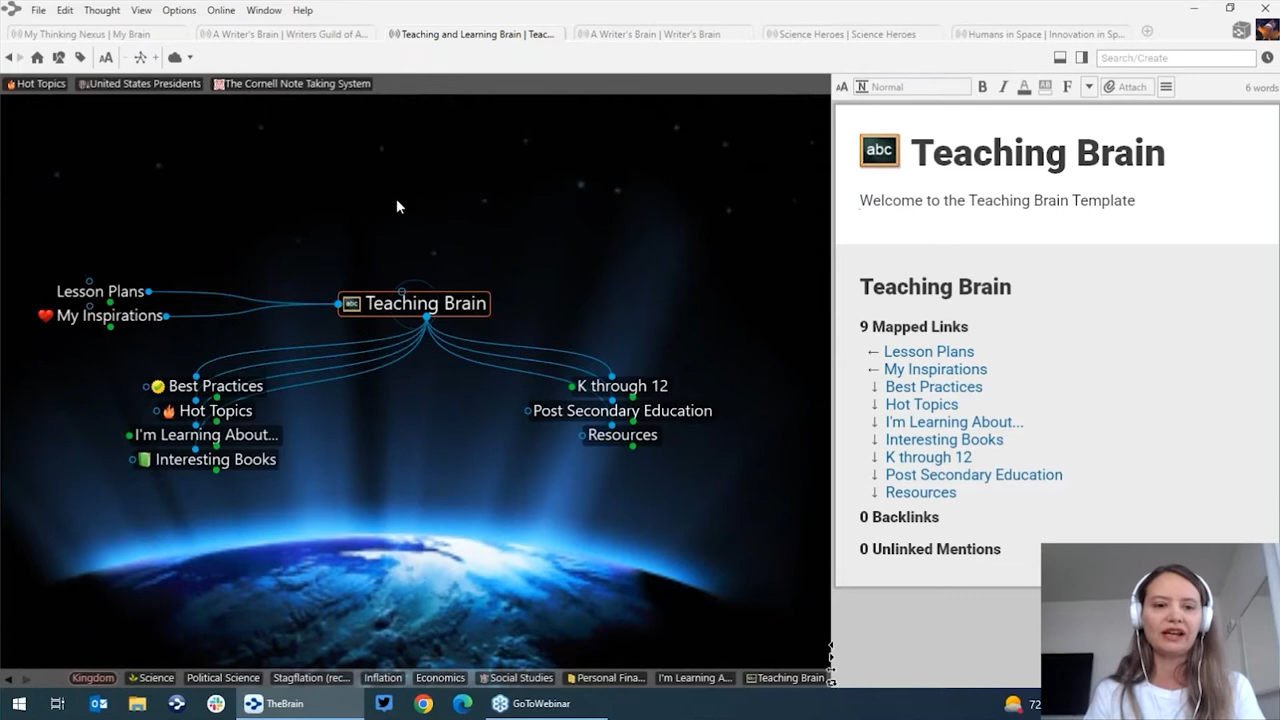 File Edit Thought View Options Online Window Help
My Thinking Nexus | My Brain
A Writer's Brain | Writers Guild of A...
Teaching and Learning Brain | Teac...
A Writer's Brain | Writer's Brain
Science Heroes | Science Heroes
Humans in Space | Innovation in Sp...
AA
Search/Create
Hot Topics
United States Presidents
The Cornell Note Taking System
AA N Normal B I A AB F Attach
6 words
abc Teaching Brain
Welcome to the Teaching Brain Template
Lesson Plans
My Inspirations
abc Teaching Brain
Best Practices
Hot Topics
I'm Learning About...
Interesting Books
K through 12
Post Secondary Education
Resources
Teaching Brain
9 Mapped Links
← Lesson Plans
← My Inspirations
↓ Best Practices
↓ Hot Topics
↓ I'm Learning About...
↓ Interesting Books
↓ K through 12
↓ Post Secondary Education
↓ Resources
0 Backlinks
0 Unlinked Mentions
Kingdom
Science
Political Science
Stagflation (rec...
Inflation
Economics
Social Studies
Personal Fina...
I'm Learning A...
Teaching Brain
TheBrain
GoToWebinar
72